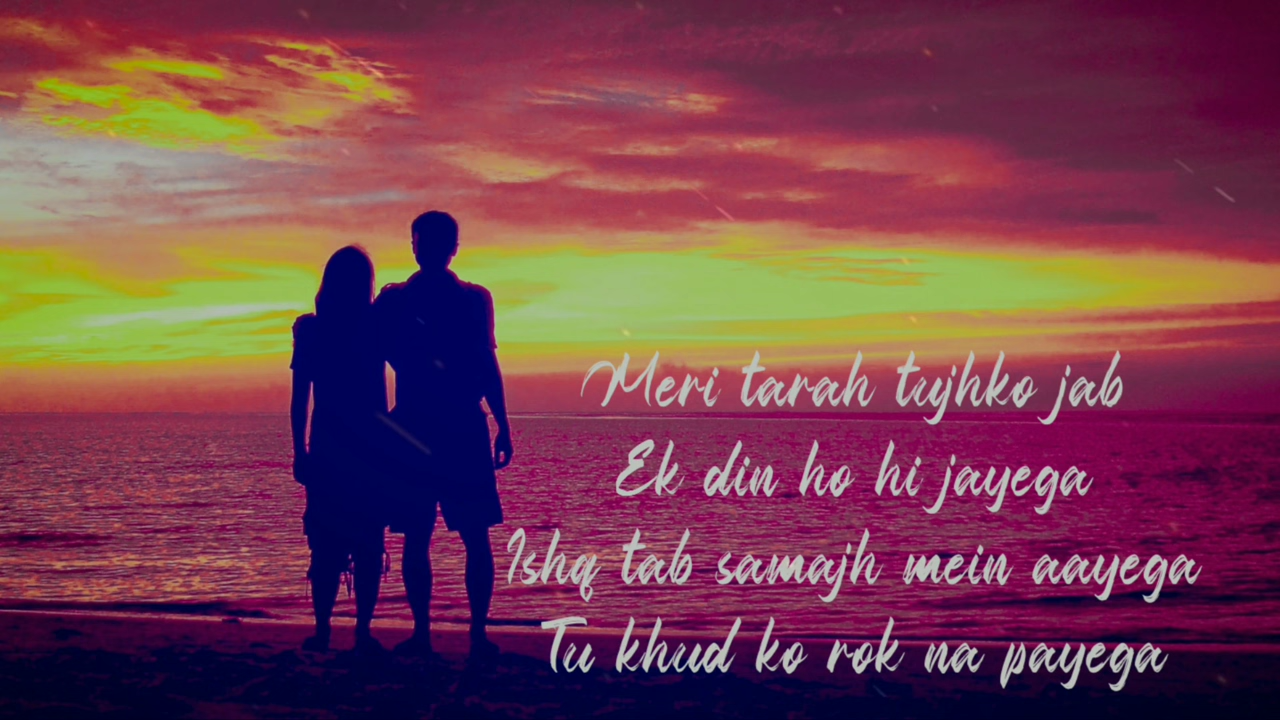 Meri tarah tujhko jab
Ek din ho hi jayega
Ishq tab samajh mein aayega
Tu khud ko rok na payega